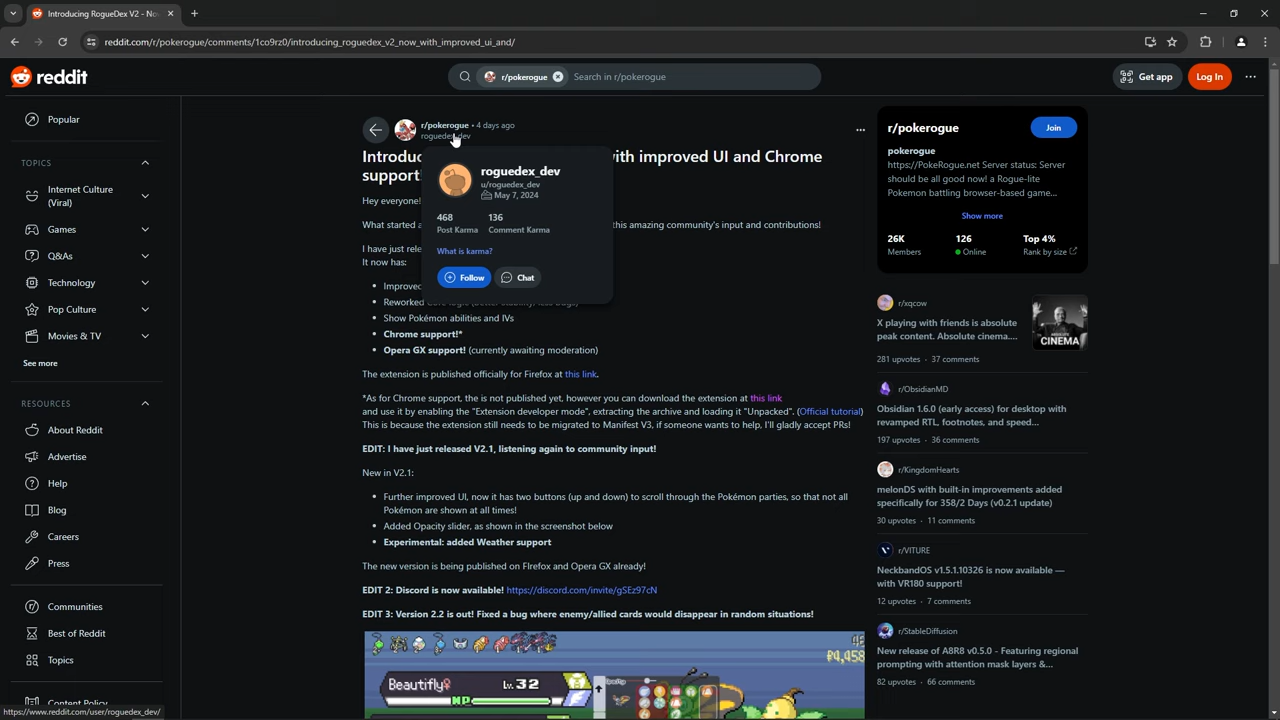 Introducing RogueDex V2 - Nov
reddit.com/r/pokerogue/comments/1co9rz0/introducing_roguedex_v2_now_with_improved_ui_and/
reddit
r/pokerogue
Search in r/pokerogue
Get app
Log In
Popular
TOPICS
Internet Culture
(Viral)
Games
Q&As
Technology
Pop Culture
Movies & TV
See more
RESOURCES
About Reddit
Advertise
Help
Blog
Careers
Press
Communities
Best of Reddit
Topics
Content Policy
https://www.reddit.com/user/roguedex_dev/
r/pokerogue • 4 days ago
roguedex_dev
Introduc
with improved UI and Chrome
support!
roguedex_dev
u/roguedex_dev
May 7, 2024
468
136
Post Karma
Comment Karma
What is karma?
Follow
Chat
Hey everyone!
What started a
this amazing community's input and contributions!
I have just rele
It now has:
Improved
Reworked
Show Pokémon abilities and IVs
Chrome support!*
Opera GX support! (currently awaiting moderation)
The extension is published officially for Firefox at this link.
*As for Chrome support, the is not published yet, however you can download the extension at this link
and use it by enabling the "Extension developer mode", extracting the archive and loading it "Unpacked". (Official tutorial)
This is because the extension still needs to be migrated to Manifest V3, if someone wants to help, I'll gladly accept PRs!
EDIT: I have just released V2.1, listening again to community input!
New in V2.1:
Further improved UI, now it has two buttons (up and down) to scroll through the Pokémon parties, so that not all
Pokémon are shown at all times!
Added Opacity slider, as shown in the screenshot below
Experimental: added Weather support
The new version is being published on FIrefox and Opera GX already!
EDIT 2: Discord is now available! https://discord.com/invite/gSEz97cN
EDIT 3: Version 2.2 is out! Fixed a bug where enemy/allied cards would disappear in random situations!
45
₽4,458
Beautifly♀
Lv.32
HP
r/pokerogue
Join
pokerogue
https://PokeRogue.net Server status: Server
should be all good now! a Rogue-lite
Pokemon battling browser-based game...
Show more
26K
126
Top 4%
Members
Online
Rank by size
r/xqcow
X playing with friends is absolute
peak content. Absolute cinema....
281 upvotes · 37 comments
CINEMA
r/ObsidianMD
Obsidian 1.6.0 (early access) for desktop with
revamped RTL, footnotes, and speed...
197 upvotes · 36 comments
r/KingdomHearts
melonDS with built-in improvements added
specifically for 358/2 Days (v0.2.1 update)
30 upvotes · 11 comments
r/VITURE
NeckbandOS v1.5.1.10326 is now available —
with VR180 support!
12 upvotes · 7 comments
r/StableDiffusion
New release of A8R8 v0.5.0 - Featuring regional
prompting with attention mask layers &...
82 upvotes · 66 comments